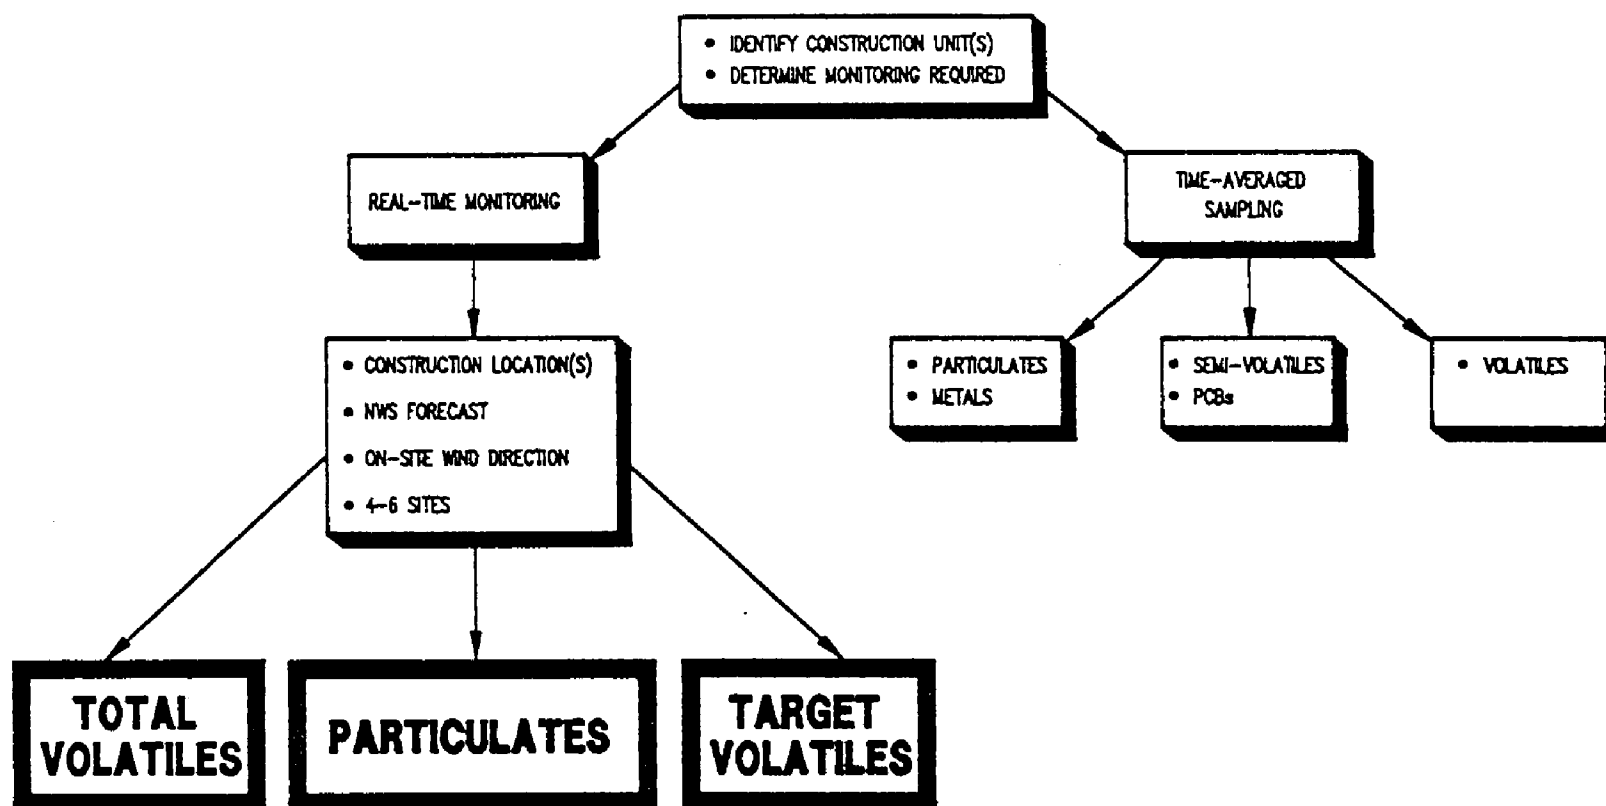 • IDENTIFY CONSTRUCTION UNIT(S)
• DETERMINE MONITORING REQUIRED
REAL-TIME MONITORING
TIME-AVERAGED
SAMPLING
• CONSTRUCTION LOCATION(S)
• NWS FORECAST
• ON-SITE WIND DIRECTION
• 4-6 SITES
• PARTICULATES
• METALS
• SEMI-VOLATILES
• PCBs
• VOLATILES
TOTAL
VOLATILES
PARTICULATES
TARGET
VOLATILES